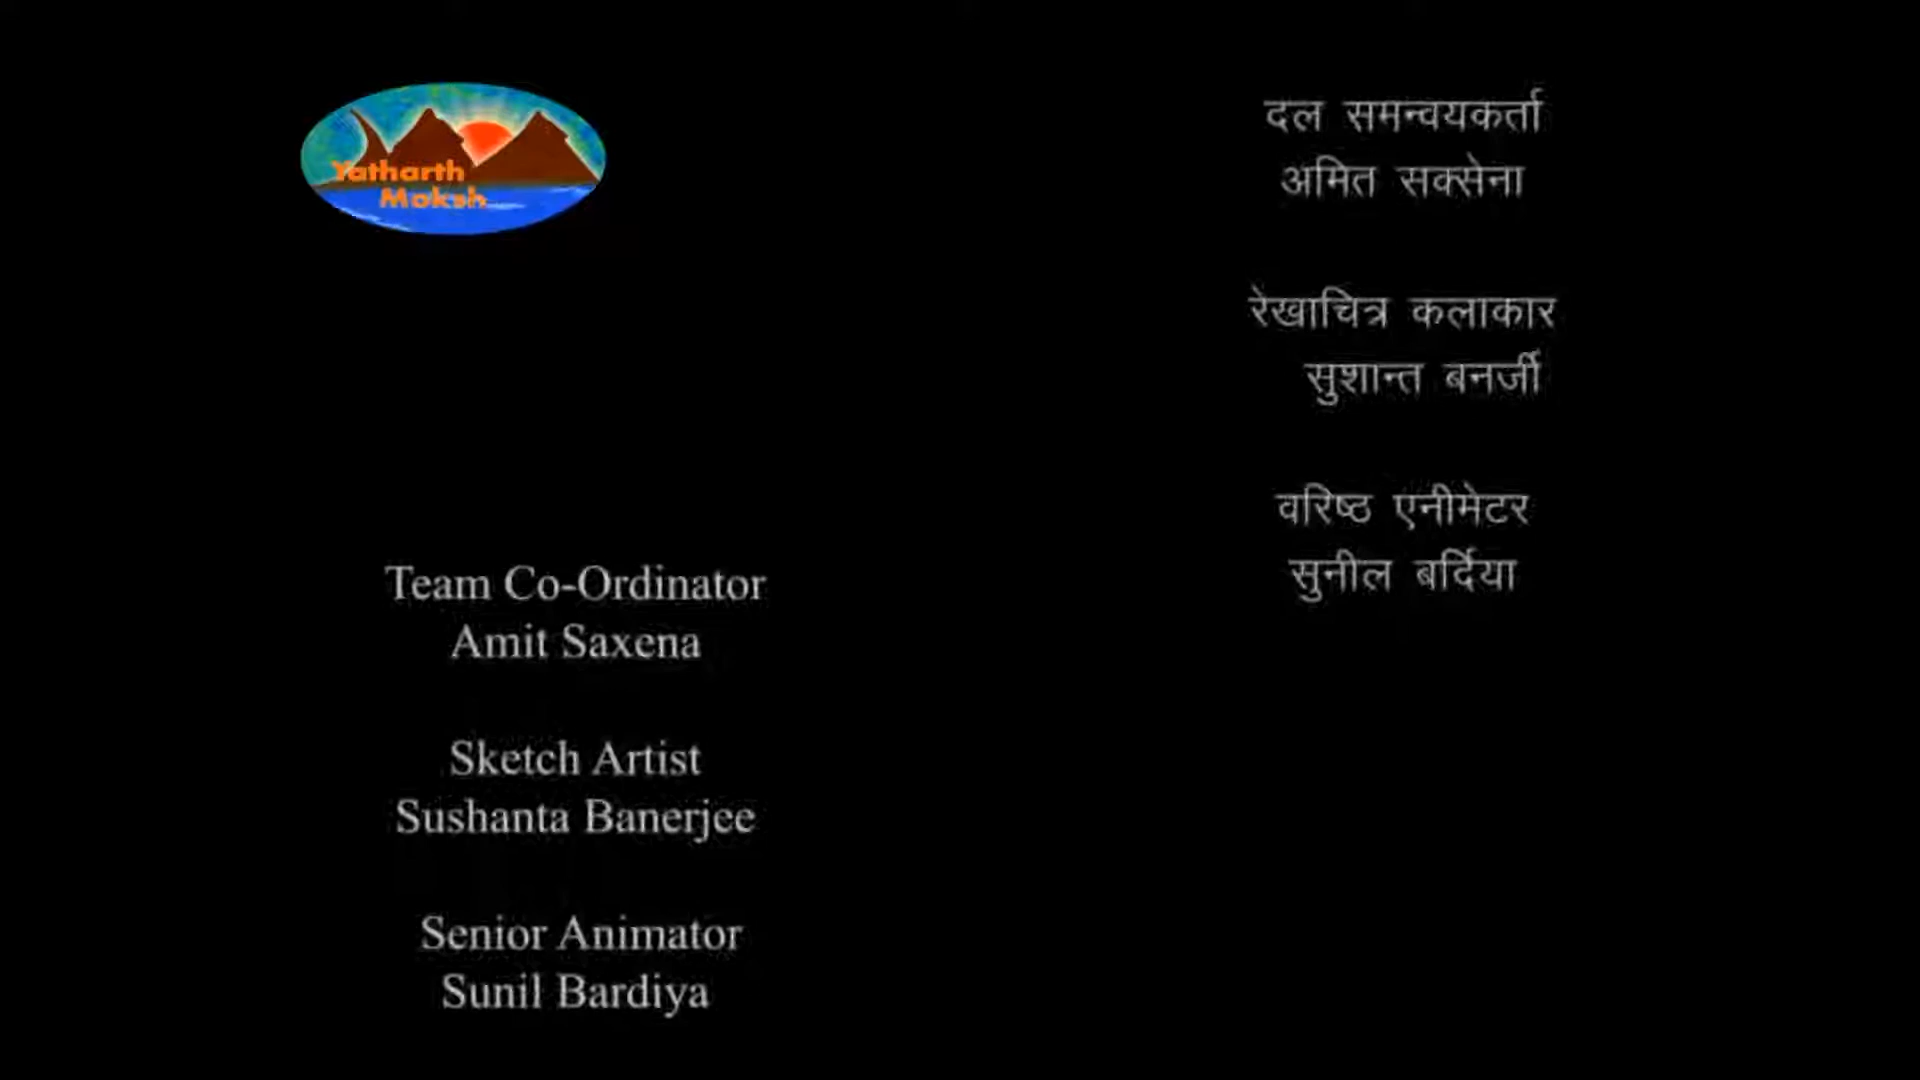 Yatharth
Moksh
Team Co-Ordinator
Amit Saxena
Sketch Artist
Sushanta Banerjee
Senior Animator
Sunil Bardiya
दल समन्वयकर्ता
अमित सक्सेना
रेखाचित्र कलाकार
सुशान्त बनर्जी
वरिष्ठ एनीमेटर
सुनील बर्दिया